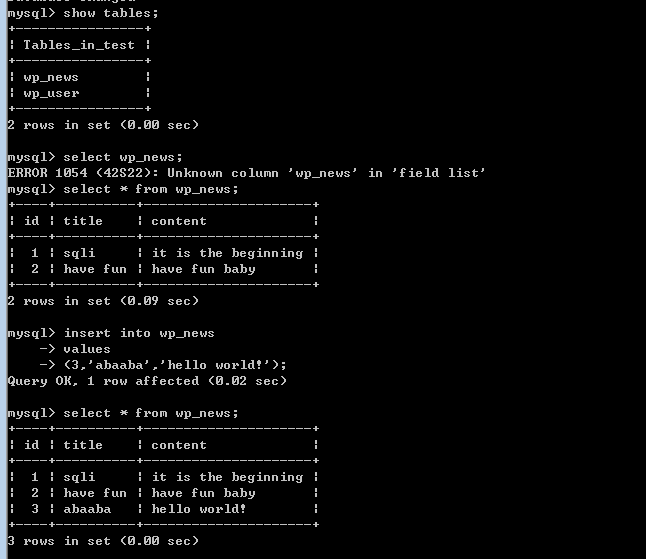 mysql> show tables;
+----------------+
| Tables_in_test |
+----------------+
| wp_news        |
| wp_user        |
+----------------+
2 rows in set (0.00 sec)
mysql> select wp_news;
ERROR 1054 (42S22): Unknown column 'wp_news' in 'field list'
mysql> select * from wp_news;
+----+----------+---------------------+
| id | title    | content             |
+----+----------+---------------------+
|  1 | sqli     | it is the beginning |
|  2 | have fun | have fun baby       |
+----+----------+---------------------+
2 rows in set (0.09 sec)
mysql> insert into wp_news
    -> values
    -> (3,'abaaba','hello world!');
Query OK, 1 row affected (0.02 sec)
mysql> select * from wp_news;
+----+----------+---------------------+
| id | title    | content             |
+----+----------+---------------------+
|  1 | sqli     | it is the beginning |
|  2 | have fun | have fun baby       |
|  3 | abaaba   | hello world!        |
+----+----------+---------------------+
3 rows in set (0.00 sec)